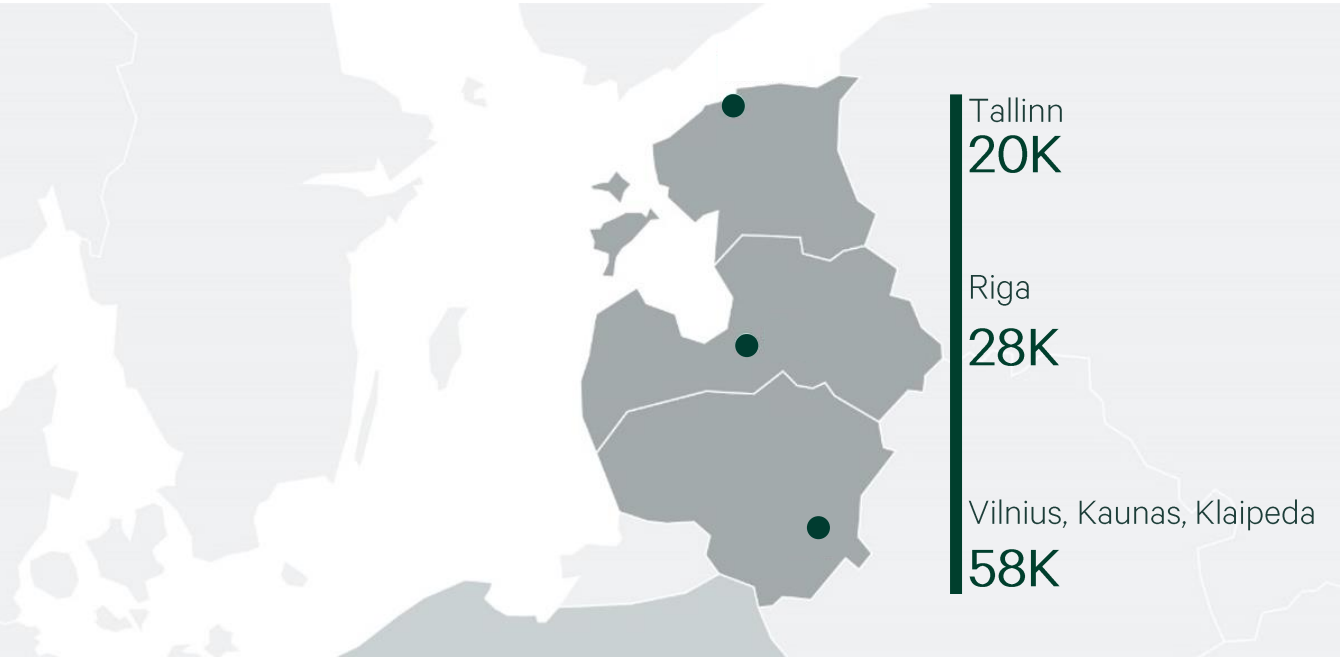 Tallinn
20K
Riga
28K
Vilnius, Kaunas, Klaipeda
58K